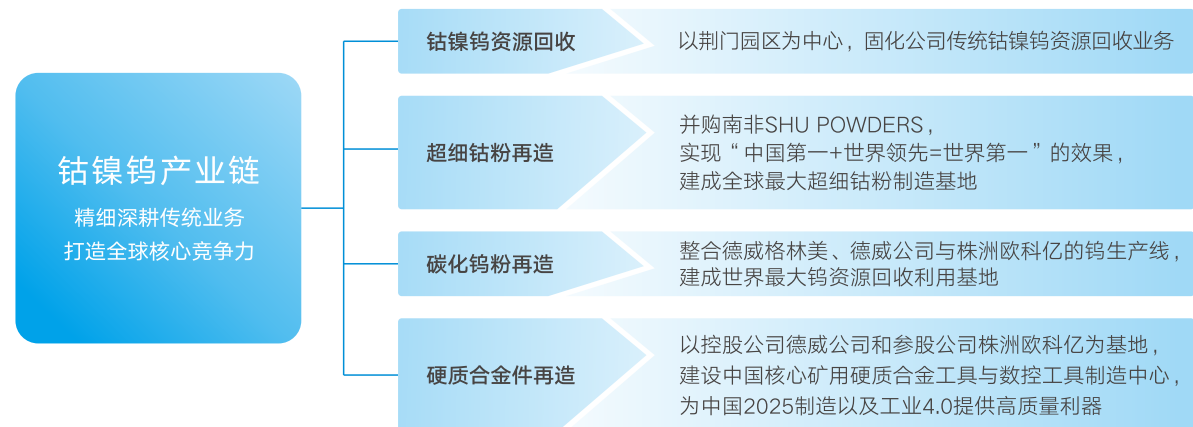 钴镍钨产业链
精细深耕传统业务
打造全球核心竞争力
钴镍钨资源回收
以荆门园区为中心，固化公司传统钴镍钨资源回收业务
超细钴粉再造
并购南非SHU POWDERS，
实现“中国第一+世界领先=世界第一”的效果，
建成全球最大超细钴粉制造基地
碳化钨粉再造
整合德威格林美、德威公司与株洲欧科亿的钨生产线，
建成世界最大钨资源回收利用基地
硬质合金件再造
以控股公司德威公司和参股公司株洲欧科亿为基地，
建设中国核心矿用硬质合金工具与数控工具制造中心，
为中国2025制造以及工业4.0提供高质量利器